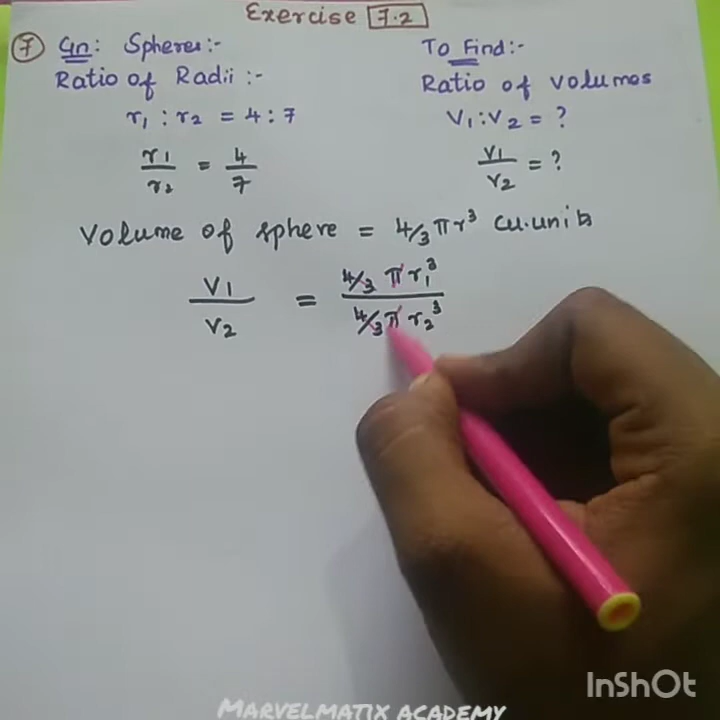 Exercise 7.2
7 Gn: Spheres:-
Ratio of Radii :-
r₁ : r₂ = 4 : 7
r₁/r₂ = 4/7
To Find:-
Ratio of volumes
V₁ : V₂ = ?
V₁/V₂ = ?
Volume of sphere = 4/3 πr³ cu.units
V₁/V₂ = 4/3 π r₁³ / 4/3 π r₂³
InShOt
MARVELMATIX ACADEMY